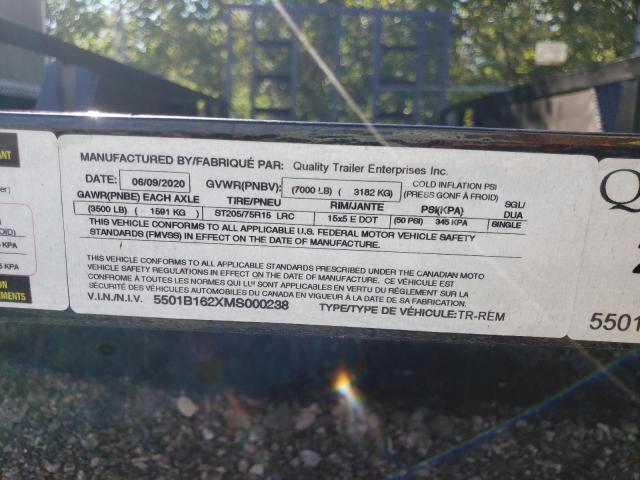 MANUFACTURED BY/FABRIQUÉ PAR: Quality Trailer Enterprises Inc.
DATE: 06/09/2020 GVWR(PNBV): (7000 LB) ( 3182 KG) COLD INFLATION PSI (PRESS GONF À FROID)
GAWR(PNBE) EACH AXLE TIRE/PNEU RIM/JANTE PSI(KPA) SGL/ DUA
(3500 LB) ( 1591 KG) ST205/75R15 LRC 15x5 E DOT (50 PSI) 345 KPA SINGLE
THIS VEHICLE CONFORMS TO ALL APPLICABLE U.S. FEDERAL MOTOR VEHICLE SAFETY
STANDARDS (FMVSS) IN EFFECT ON THE DATE OF MANUFACTURE.
THIS VEHICLE CONFORMS TO ALL APPLICABLE STANDARDS PRESCRIBED UNDER THE CANADIAN MOTO
VEHICLE SAFETY REGULATIONS IN EFFECT ON THE DATE OF MANUFACTURE. CE VÉHICULE EST
CONFORME À TOUTES LES NORMES QUI LUI SONT APPLICABLES EN VERTU DU RÈGLEMENT SUR LA
SÉCURITÉ DES VÉHICULES AUTOMOBILES DU CANADA EN VIGUEUR À LA DATE DE SA FABRICATION.
V.I.N./N.I.V. 5501B162XMS000238 TYPE/TYPE DE VÉHICULE:TR-REM
ANT
KPA
KPA
ON
EMENTS
Q
5501